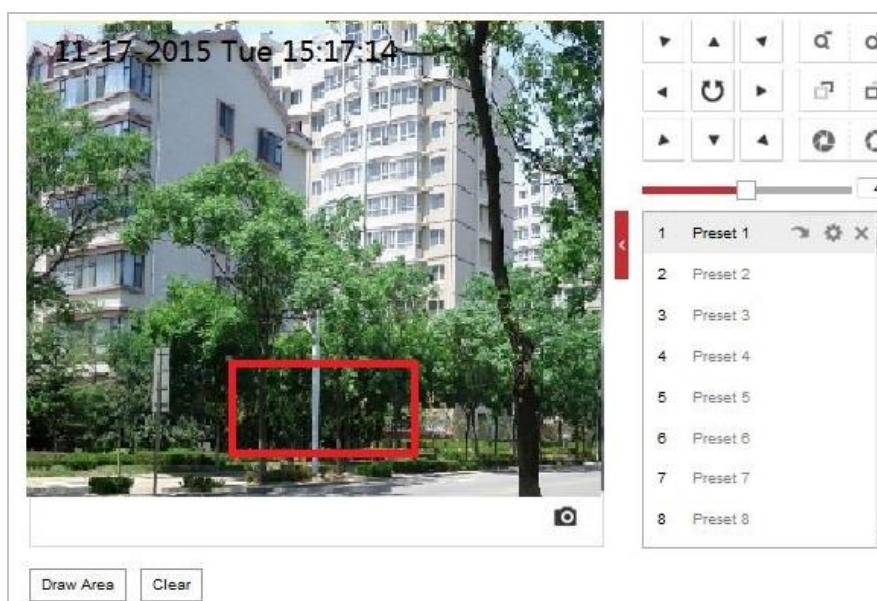 11-17-2015 Tue 15:17:14
4
1 Preset 1
2 Preset 2
3 Preset 3
4 Preset 4
5 Preset 5
6 Preset 6
7 Preset 7
8 Preset 8
Draw Area Clear